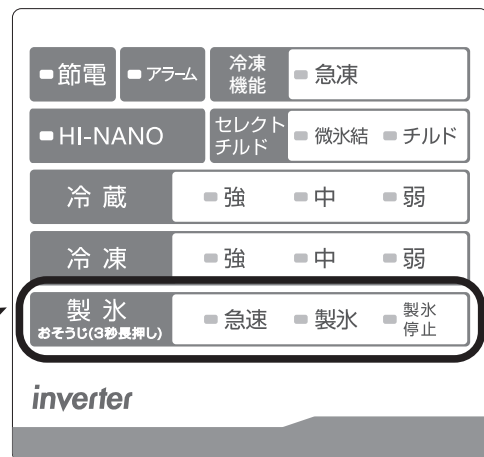 節電 アラーム 冷凍機能 急凍
HI-NANO セレクトチルド 微氷結 チルド
冷蔵 強 中 弱
冷凍 強 中 弱
製氷 おそうじ(3秒長押し) 急速 製氷 製氷停止
inverter